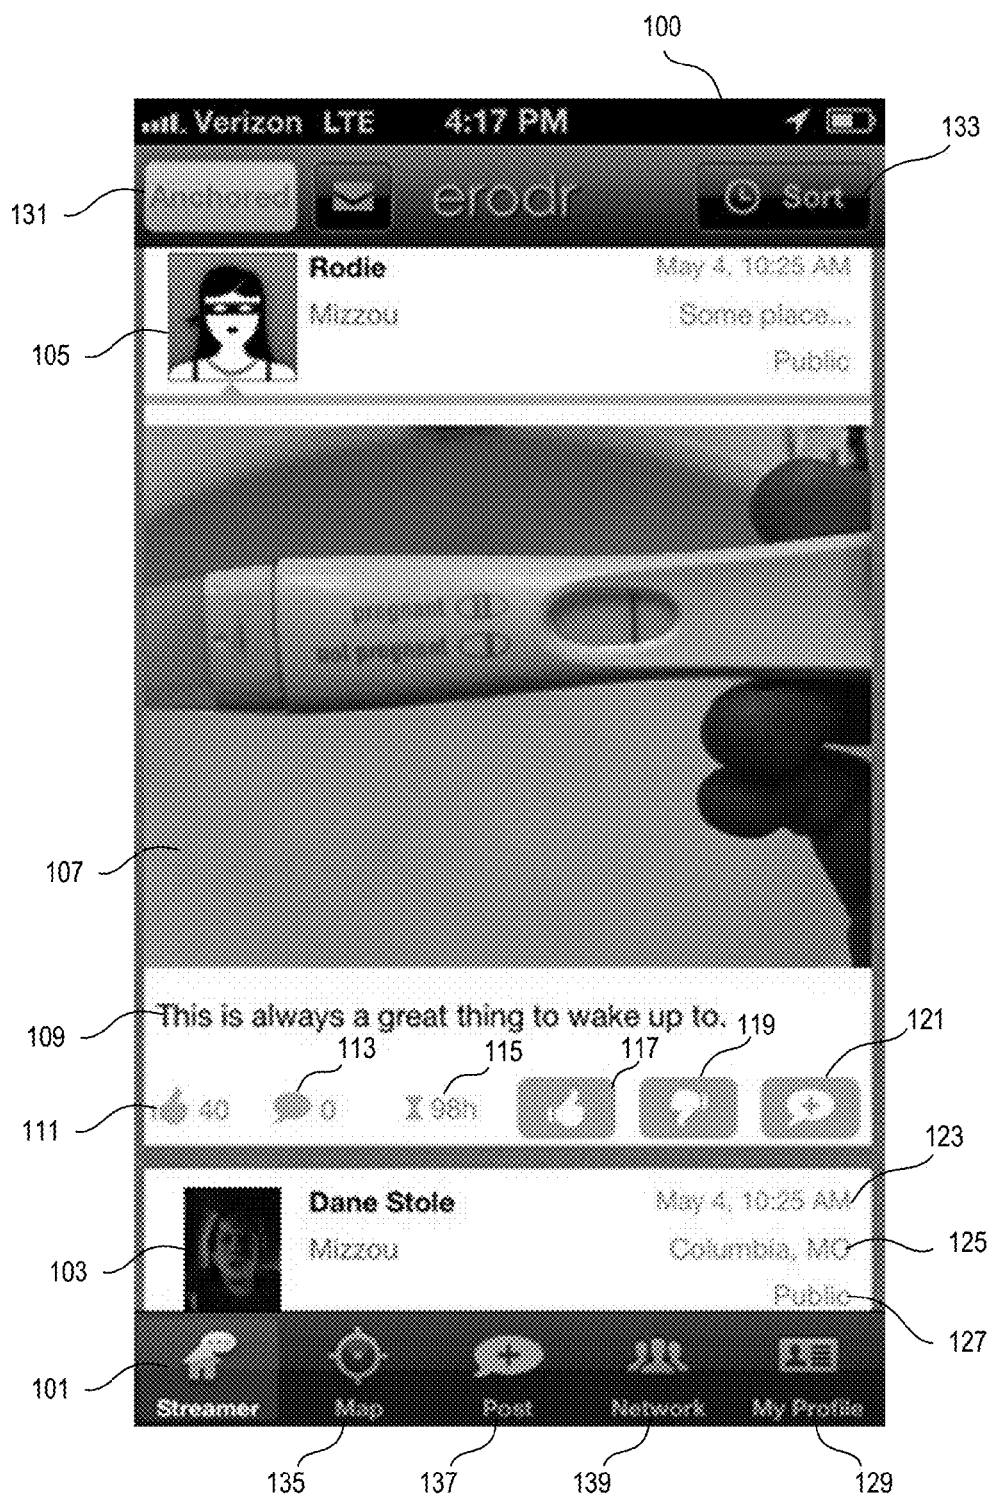 100
Verizon LTE 4:17 PM
133
131
Anchored erodr Sort
Rodie May 4, 10:25 AM
Mizzou Some place...
105
Public
pregnant
107
This is always a great thing to wake up to.
109
113 115 117 119 121
40 0 98h
111
123
Dane Stole May 4, 10:25 AM
Mizzou Columbia, MO
125
103
Public
127
101
Streamer Map Post Network My Profile
135 137 139 129